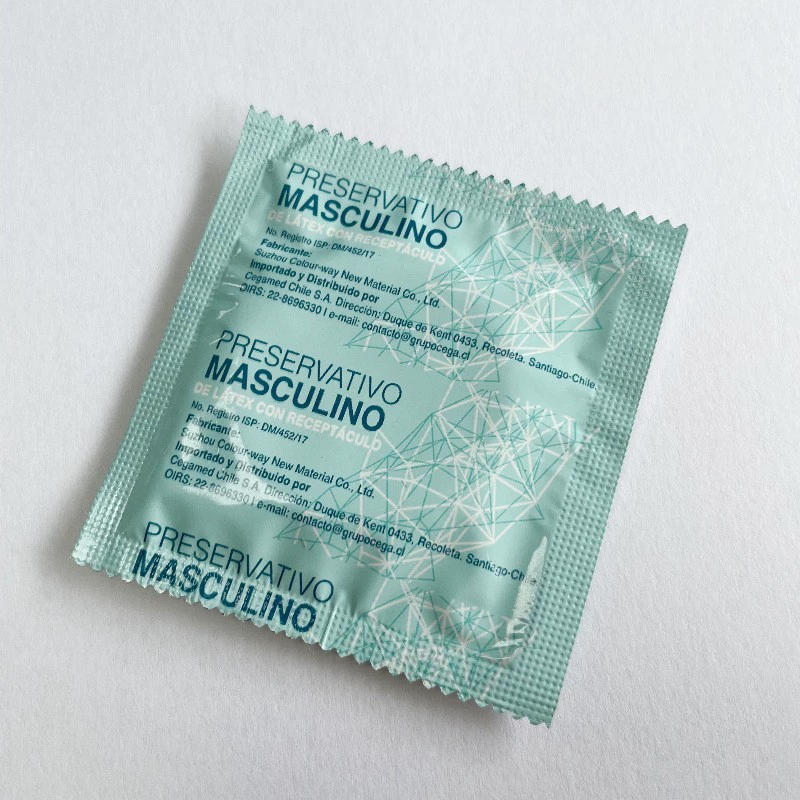 PRESERVATIVO
MASCULINO
DE LÁTEX CON RECEPTÁCULO
No. Registro ISP: DM/452/17
Fabricante:
Suzhou Colour-way New Material Co., Ltd.
Importado y Distribuido por
Cegamed Chile S.A. Dirección: Duque de Kent 0433, Recoleta, Santiago-Chile.
OIRS: 22-8696330 I e-mail: contacto@grupocega.cl
PRESERVATIVO
MASCULINO
DE LÁTEX CON RECEPTÁCULO
No. Registro ISP: DM/452/17
Fabricante:
Suzhou Colour-way New Material Co., Ltd.
Importado y Distribuido por
Cegamed Chile S.A. Dirección: Duque de Kent 0433, Recoleta, Santiago-Chile
OIRS: 22-8696330 I e-mail: contacto@grupocega.cl
PRESERVATIVO
MASCULINO